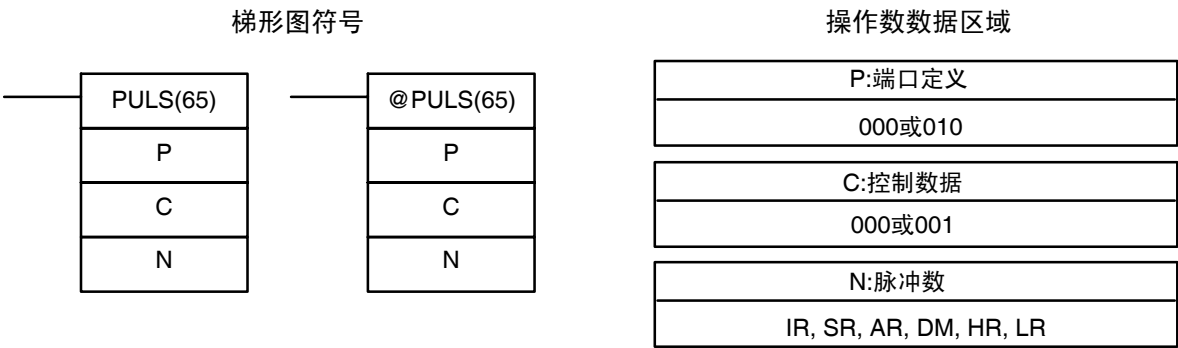 梯形图符号
PULS(65)
P
C
N
@PULS(65)
P
C
N
操作数数据区域
P:端口定义
000或010
C:控制数据
000或001
N:脉冲数
IR, SR, AR, DM, HR, LR